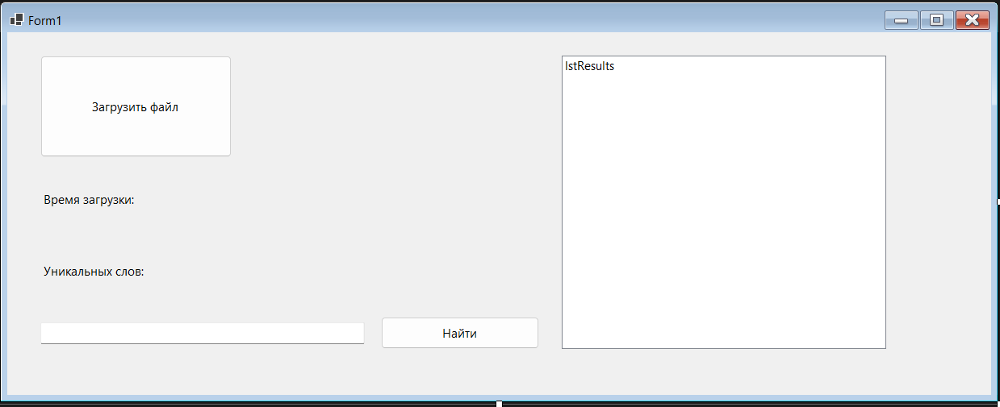 Form1
Загрузить файл
lstResults
Время загрузки:
Уникальных слов:
Найти